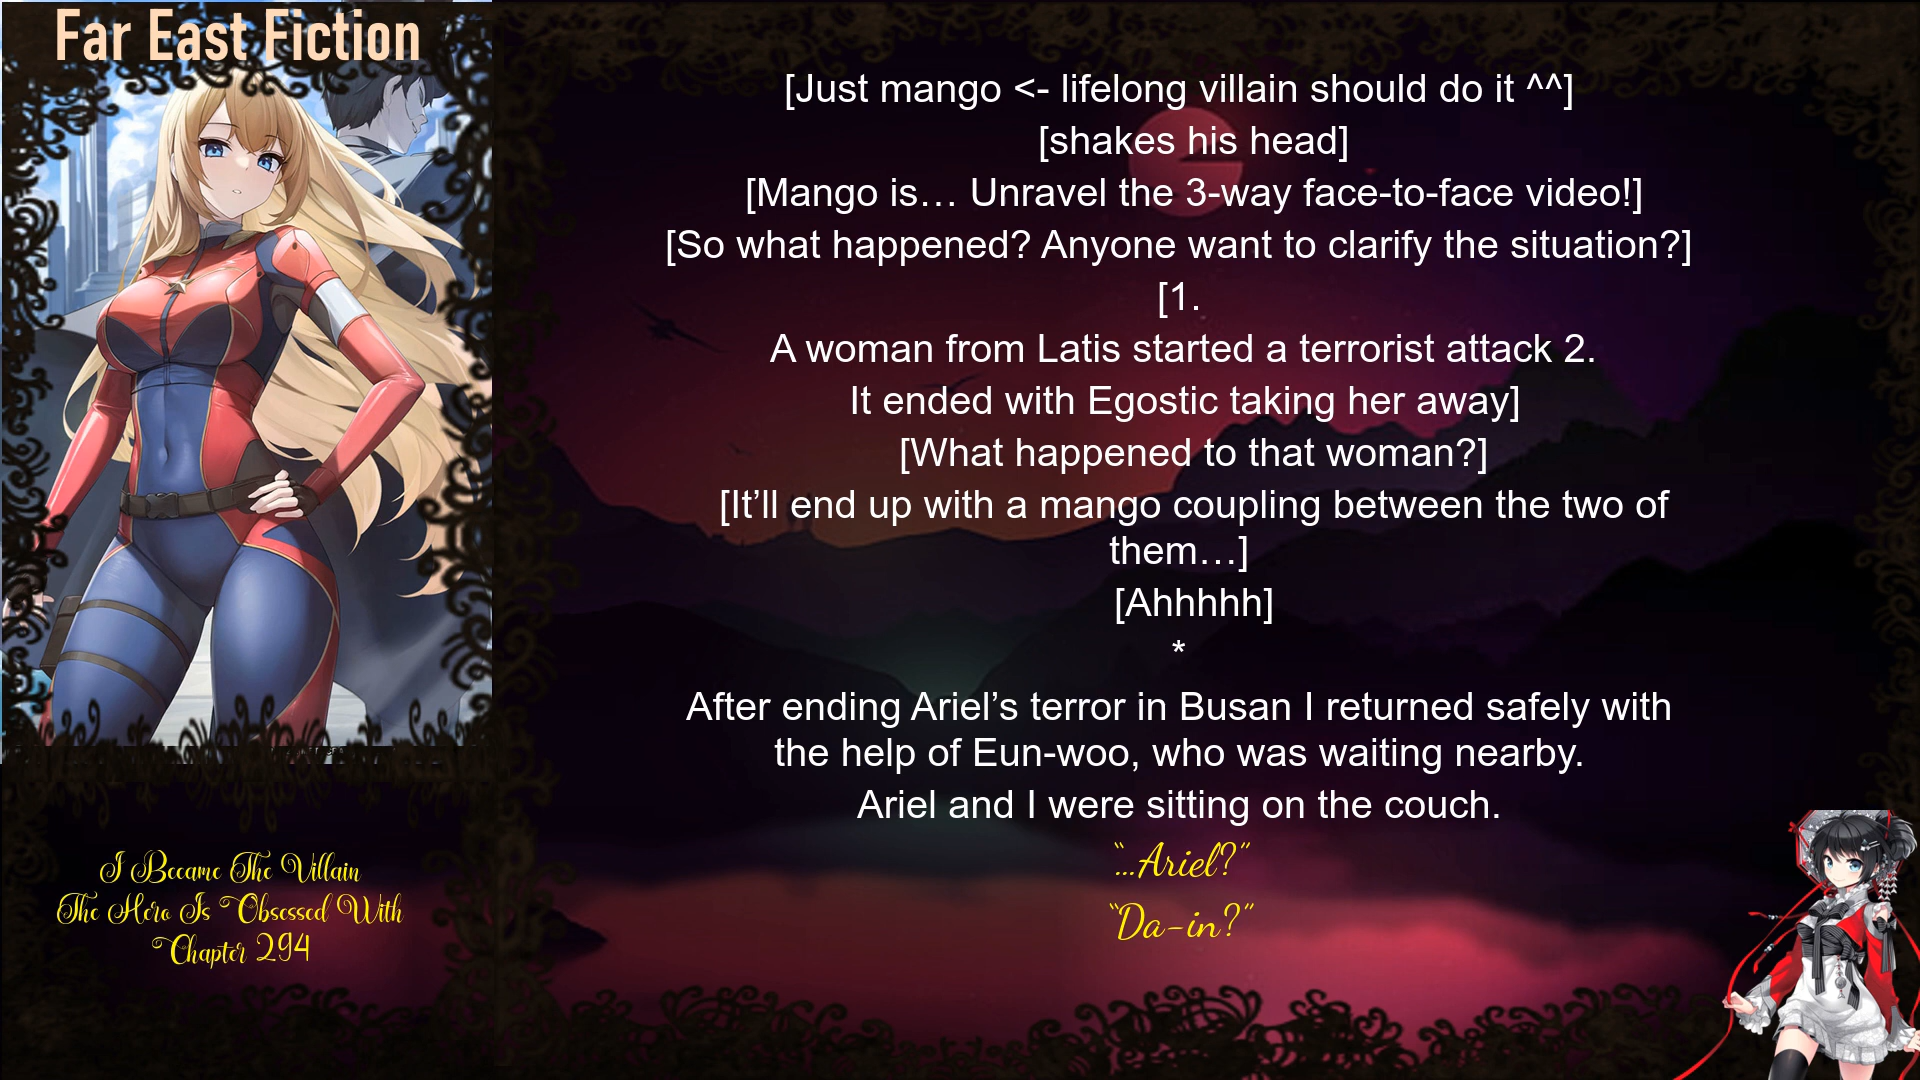 Far East Fiction
[Just mango <- lifelong villain should do it ^^]
[shakes his head]
[Mango is… Unravel the 3-way face-to-face video!]
[So what happened? Anyone want to clarify the situation?]
[1.
A woman from Latis started a terrorist attack 2.
It ended with Egostic taking her away]
[What happened to that woman?]
[It’ll end up with a mango coupling between the two of
them…]
[Ahhhhh]
*
After ending Ariel’s terror in Busan I returned safely with
the help of Eun-woo, who was waiting nearby.
Ariel and I were sitting on the couch.
“…Ariel?”
“Da-in?”
I Became The Villain
The Hero Is Obsessed With
Chapter 294